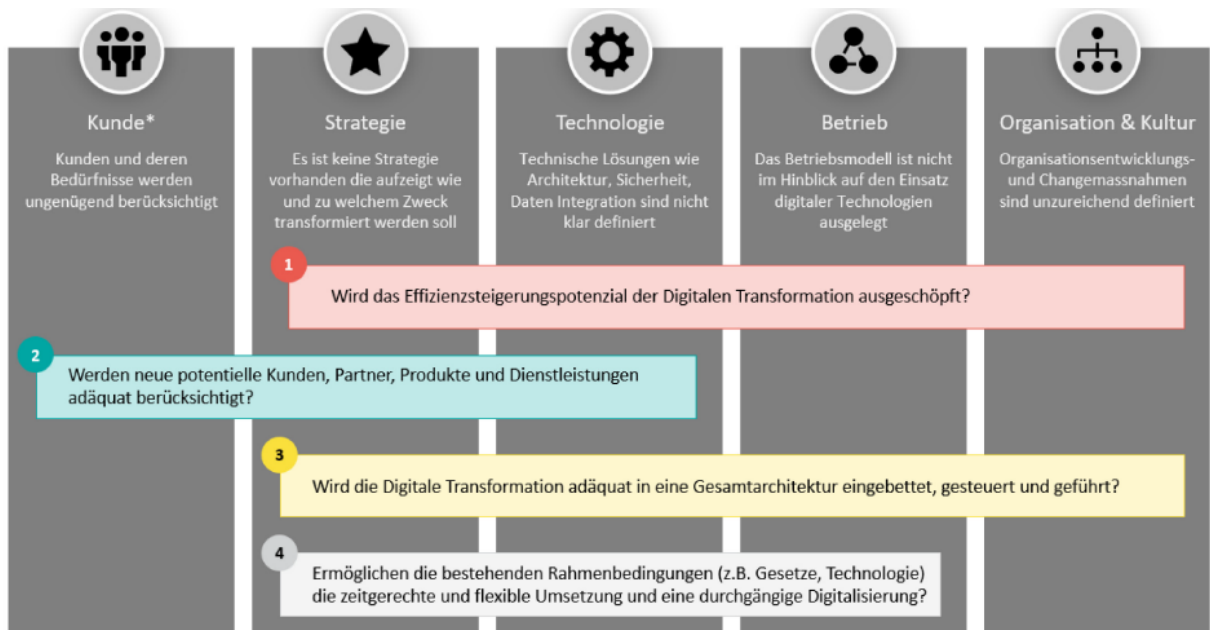 Kunde*
Kunden und deren
Bedürfnisse werden
ungenügend berücksichtigt
Strategie
Es ist keine Strategie
vorhanden die aufzeigt wie
und zu welchem Zweck
transformiert werden soll
Technologie
Technische Lösungen wie
Architektur, Sicherheit,
Daten Integration sind nicht
klar definiert
Betrieb
Das Betriebsmodell ist nicht
im Hinblick auf den Einsatz
digitaler Technologien
ausgelegt
Organisation & Kultur
Organisationsentwicklungs-
und Changemassnahmen
sind unzureichend definiert
1
Wird das Effizienzsteigerungspotenzial der Digitalen Transformation ausgeschöpft?
2
Werden neue potentielle Kunden, Partner, Produkte und Dienstleistungen
adäquat berücksichtigt?
3
Wird die Digitale Transformation adäquat in eine Gesamtarchitektur eingebettet, gesteuert und geführt?
4
Ermöglichen die bestehenden Rahmenbedingungen (z.B. Gesetze, Technologie)
die zeitgerechte und flexible Umsetzung und eine durchgängige Digitalisierung?